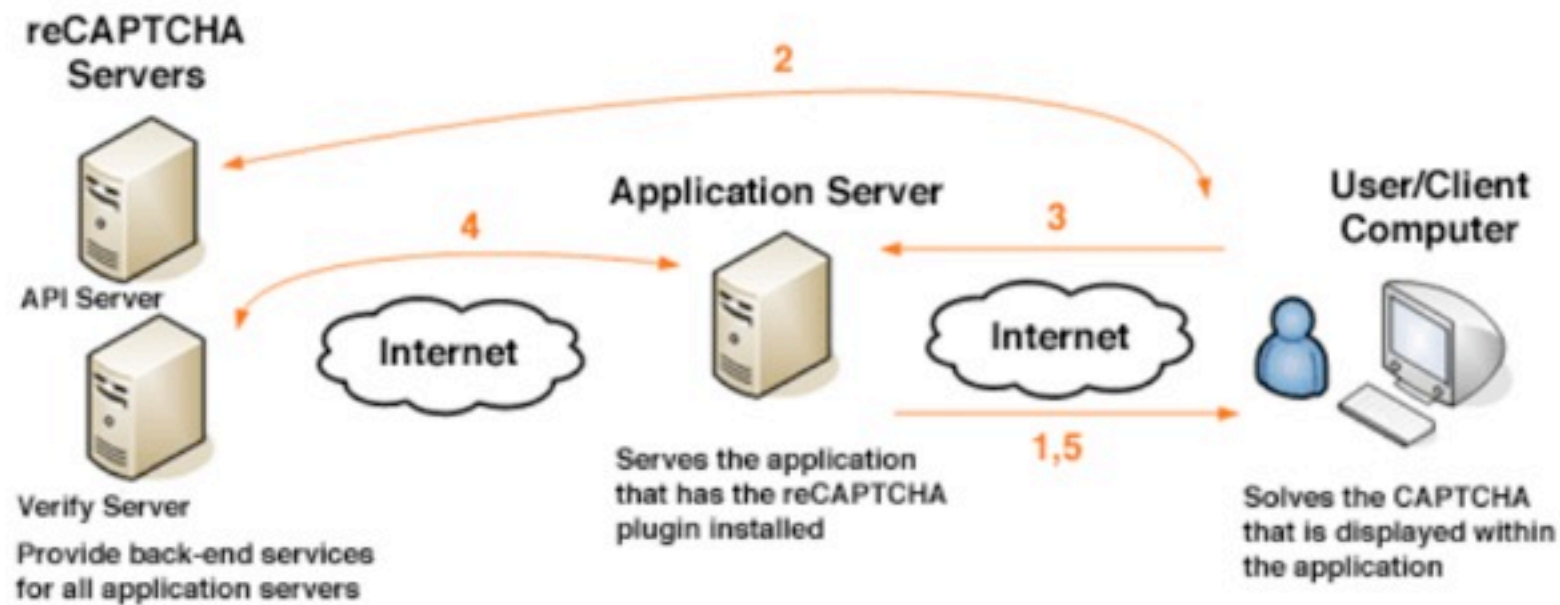 reCAPTCHA
Servers
2
Application Server
User/Client
Computer
4
3
API Server
Internet
Internet
1,5
Verify Server
Provide back-end services
for all application servers
Serves the application
that has the reCAPTCHA
plugin installed
Solves the CAPTCHA
that is displayed within
the application